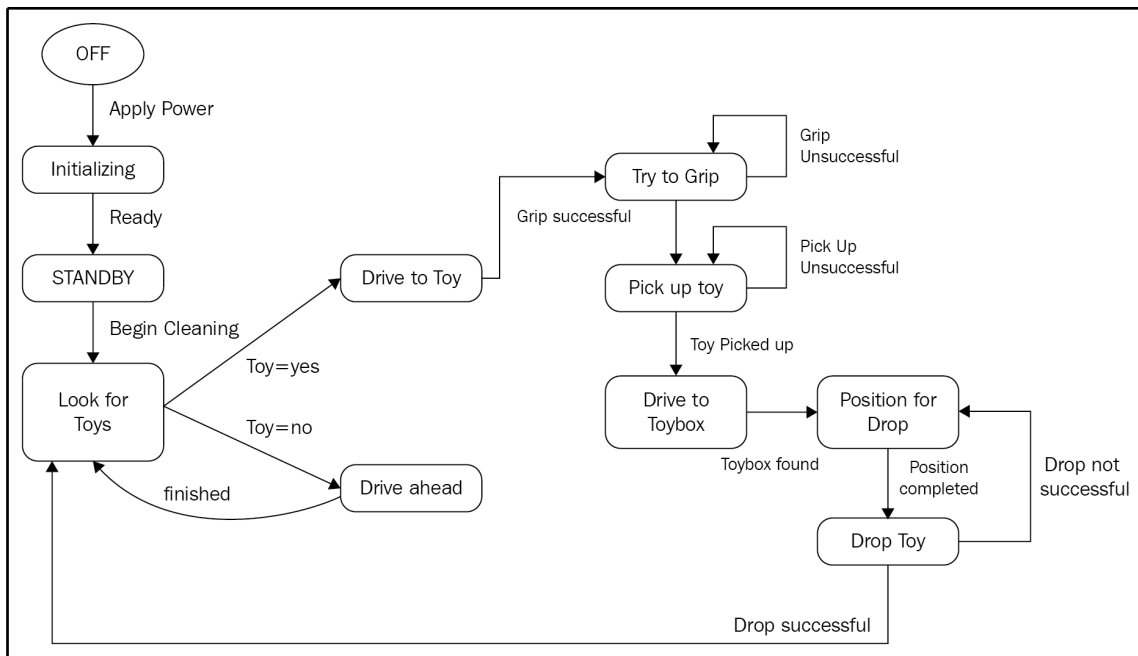 OFF
Apply Power
Initializing
Ready
STANDBY
Begin Cleaning
Look for
Toys
Toy=yes
Toy=no
finished
Drive to Toy
Drive ahead
Grip successful
Try to Grip
Grip
Unsuccessful
Pick up toy
Pick Up
Unsuccessful
Toy Picked up
Drive to
Toybox
Toybox found
Position for
Drop
Position
completed
Drop not
successful
Drop Toy
Drop successful